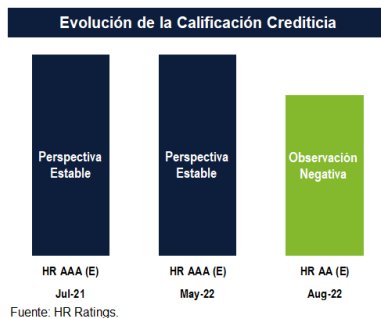 Evolución de la Calificación Crediticia
Perspectiva
Estable
Perspectiva
Estable
Observación
Negativa
HR AAA (E)
HR AAA (E)
HR AA (E)
Jul-21
May-22
Aug-22
Fuente: HR Ratings.